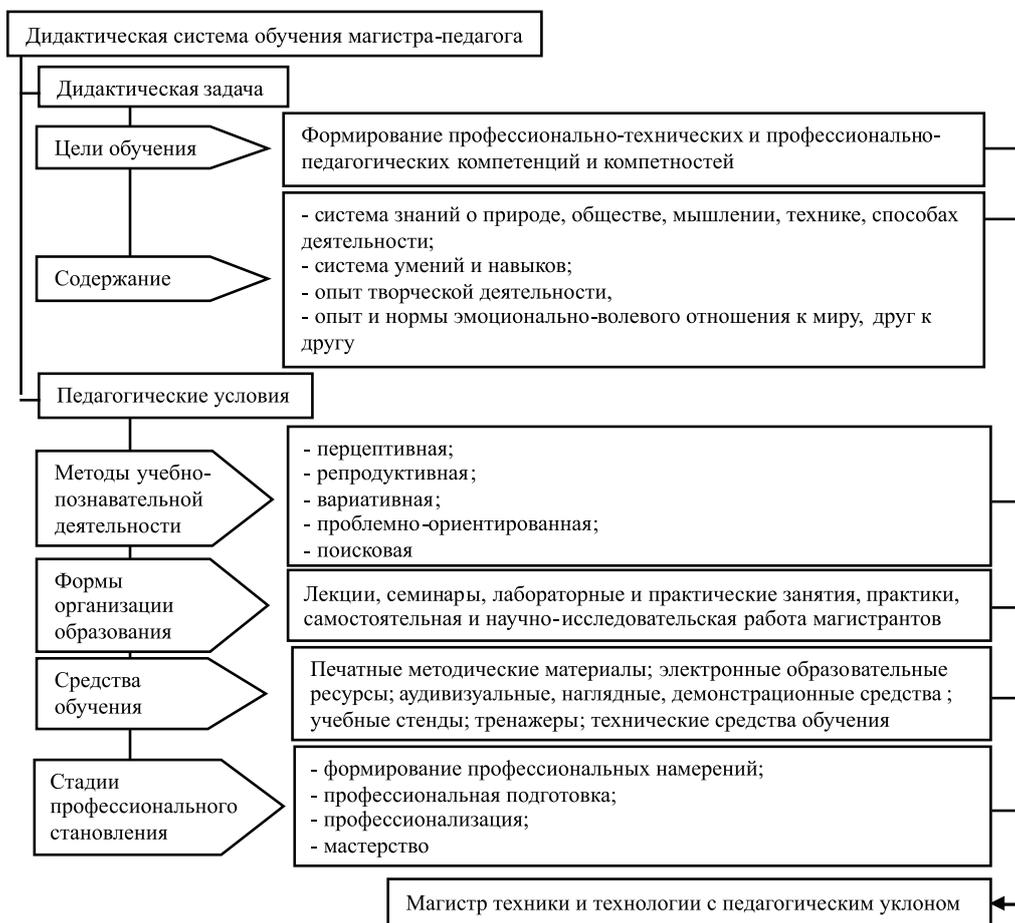 Дидактическая система обучения магистра-педагога
Дидактическая задача
Цели обучения
Формирование профессионально-технических и профессионально-
педагогических компетенций и компетностей
Содержание
- система знаний о природе, обществе, мышлении, технике, способах
деятельности;
- система умений и навыков;
- опыт творческой деятельности,
- опыт и нормы эмоционально-волевого отношения к миру, друг к
другу
Педагогические условия
Методы учебно-
познавательной
деятельности
- перцептивная;
- репродуктивная;
- вариативная;
- проблемно-ориентированная;
- поисковая
Формы
организации
образования
Лекции, семинары, лабораторные и практические занятия, практики,
самостоятельная и научно-исследовательская работа магистрантов
Средства
обучения
Печатные методические материалы; электронные образовательные
ресурсы; аудивизуальные, наглядные, демонстрационные средства ;
учебные стенды; тренажеры; технические средства обучения
Стадии
профессионального
становления
- формирование профессиональных намерений;
- профессиональная подготовка;
- профессионализация;
- мастерство
Магистр техники и технологии с педагогическим уклоном